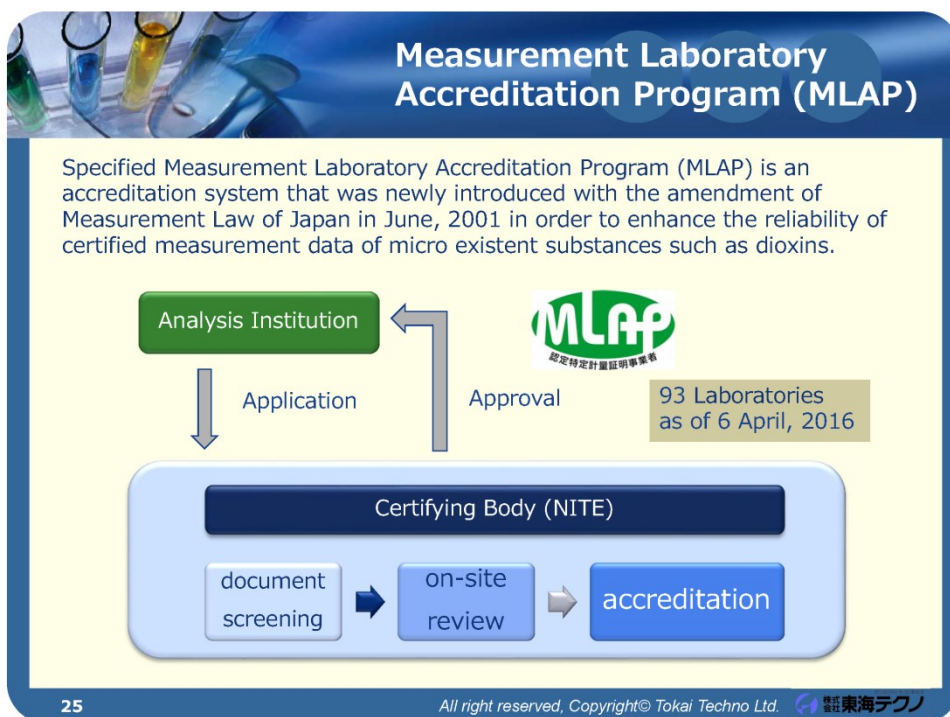 Measurement Laboratory
Accreditation Program (MLAP)
Specified Measurement Laboratory Accreditation Program (MLAP) is an
accreditation system that was newly introduced with the amendment of
Measurement Law of Japan in June, 2001 in order to enhance the reliability of
certified measurement data of micro existent substances such as dioxins.
Analysis Institution
MLAP
認定特定計量証明事業者
Application
Approval
93 Laboratories
as of 6 April, 2016
Certifying Body (NITE)
document
screening
on-site
review
accreditation
25
All right reserved, Copyright© Tokai Techno Ltd.
株式会社東海テクノ